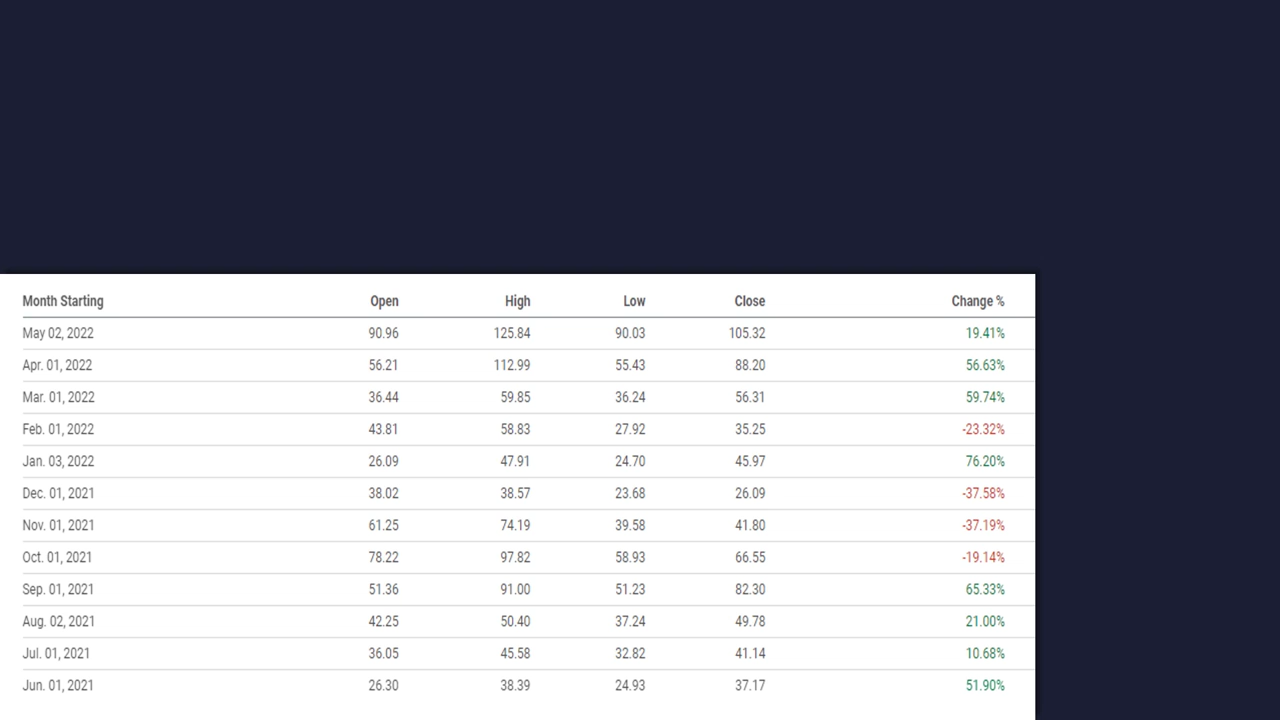 Month Starting Open High Low Close Change %
May 02, 2022 90.96 125.84 90.03 105.32 19.41%
Apr. 01, 2022 56.21 112.99 55.43 88.20 56.63%
Mar. 01, 2022 36.44 59.85 36.24 56.31 59.74%
Feb. 01, 2022 43.81 58.83 27.92 35.25 -23.32%
Jan. 03, 2022 26.09 47.91 24.70 45.97 76.20%
Dec. 01, 2021 38.02 38.57 23.68 26.09 -37.58%
Nov. 01, 2021 61.25 74.19 39.58 41.80 -37.19%
Oct. 01, 2021 78.22 97.82 58.93 66.55 -19.14%
Sep. 01, 2021 51.36 91.00 51.23 82.30 65.33%
Aug. 02, 2021 42.25 50.40 37.24 49.78 21.00%
Jul. 01, 2021 36.05 45.58 32.82 41.14 10.68%
Jun. 01, 2021 26.30 38.39 24.93 37.17 51.90%